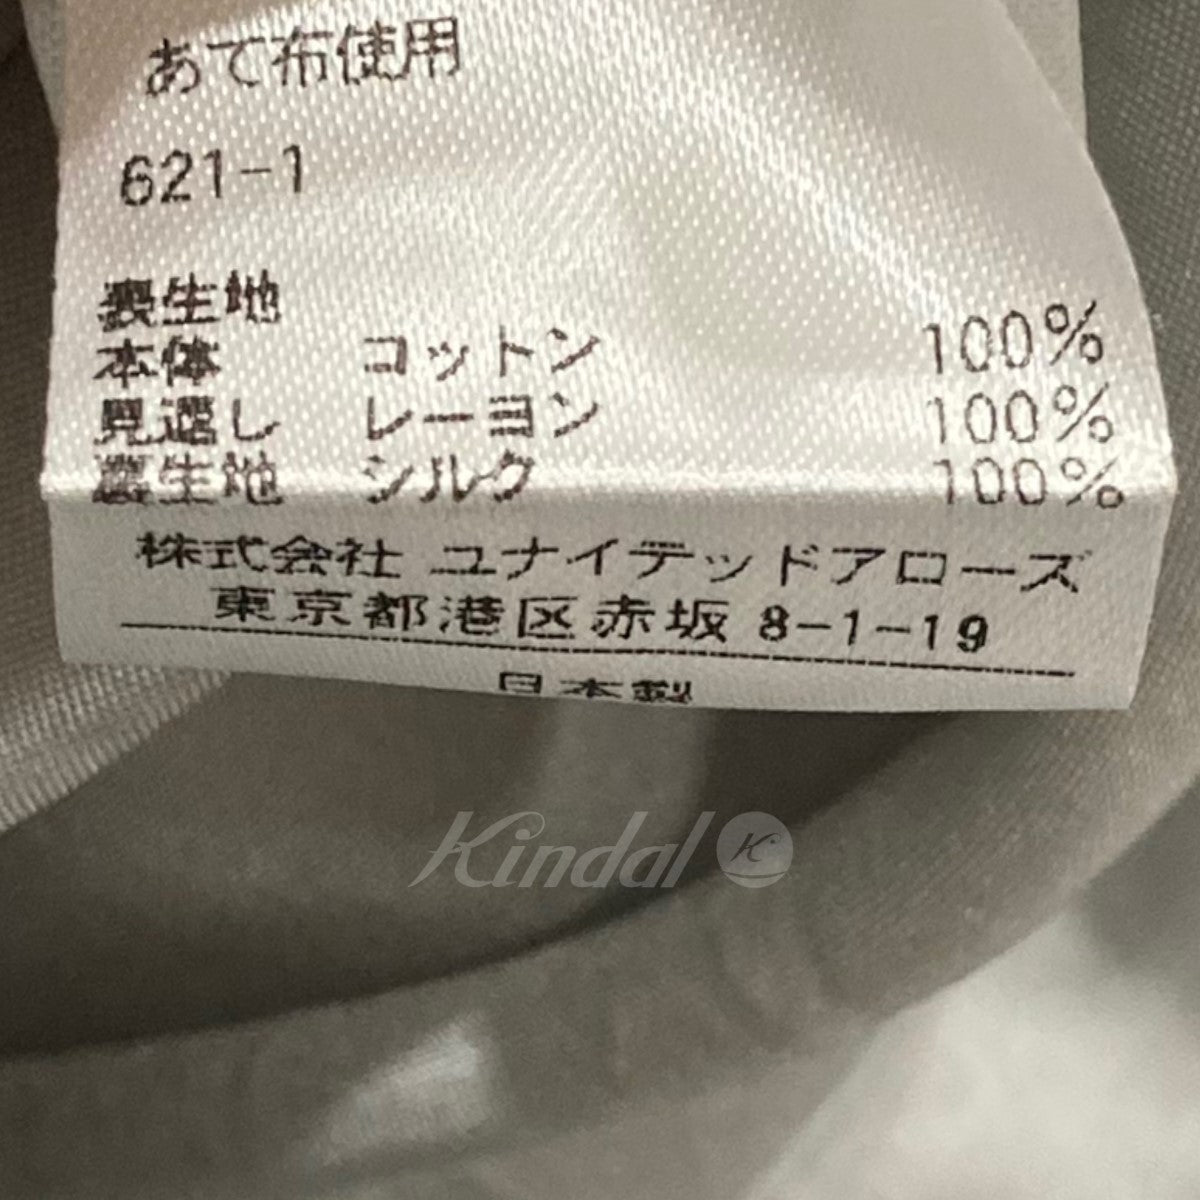 あて布使用
621-1
表生地
本体 コットン 100%
見返し レーヨン 100%
裏生地 シルク 100%
株式会社 ユナイテッドアローズ
東京都港区赤坂 8-1-19
日本製
Kindal K